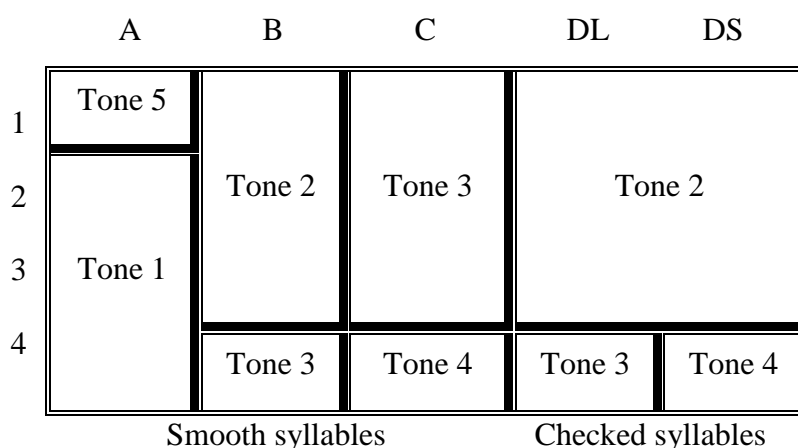 A B C DL DS
1 Tone 5
2 Tone 2 Tone 3 Tone 2
3 Tone 1
4 Tone 3 Tone 4 Tone 3 Tone 4
Smooth syllables Checked syllables